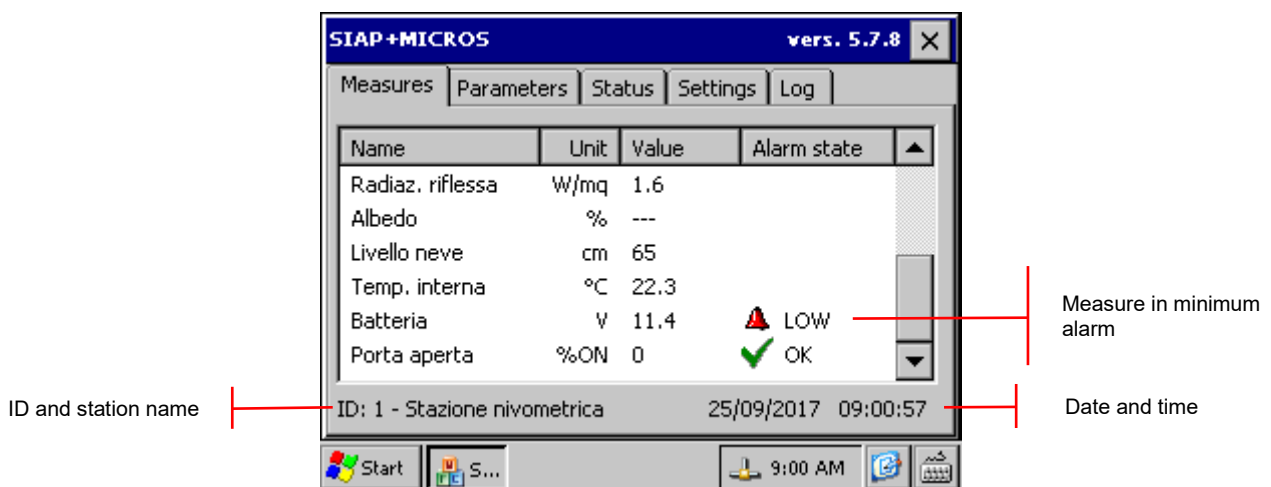 SIAP+MICROS vers. 5.7.8
Measures Parameters Status Settings Log
Name Unit Value Alarm state
Radiaz. riflessa W/mq 1.6
Albedo % ---
Livello neve cm 65
Temp. interna °C 22.3
Batteria V 11.4 LOW
Porta aperta %ON 0 OK
Measure in minimum
alarm
ID and station name
ID: 1 - Stazione nivometrica 25/09/2017 09:00:57
Date and time
Start S... 9:00 AM